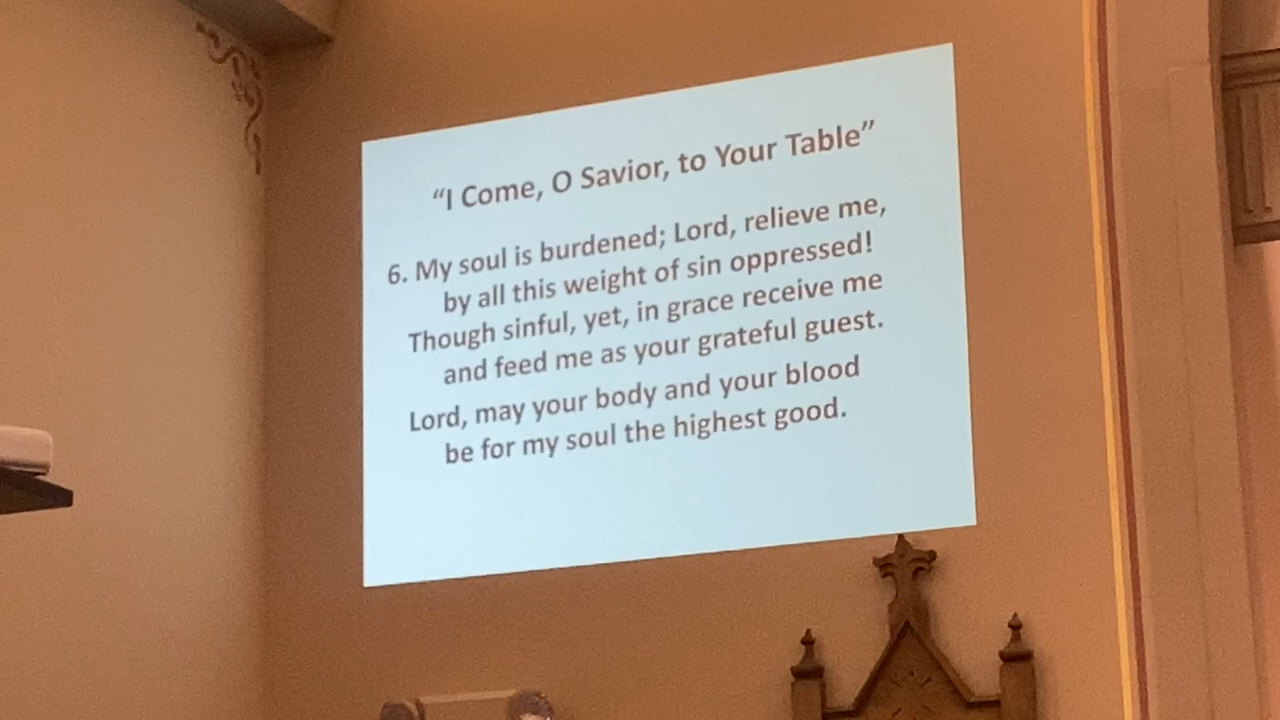 “I Come, O Savior, to Your Table”
6. My soul is burdened; Lord, relieve me,
by all this weight of sin oppressed!
Though sinful, yet, in grace receive me
and feed me as your grateful guest.
Lord, may your body and your blood
be for my soul the highest good.